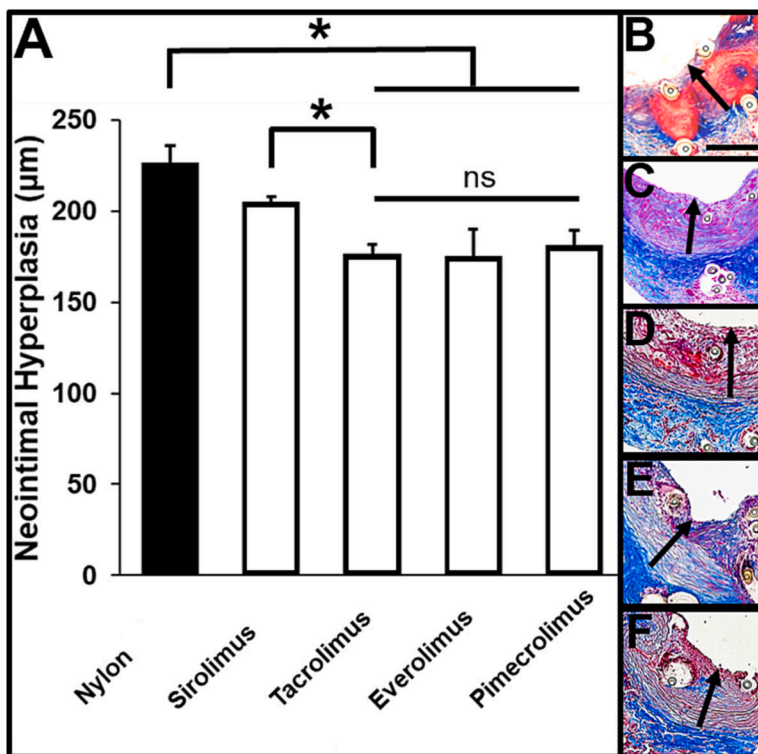 A
*
*
ns
Neointimal Hyperplasia (µm)
250
200
150
100
50
0
Nylon
Sirolimus
Tacrolimus
Everolimus
Pimecrolimus
B
C
D
E
F